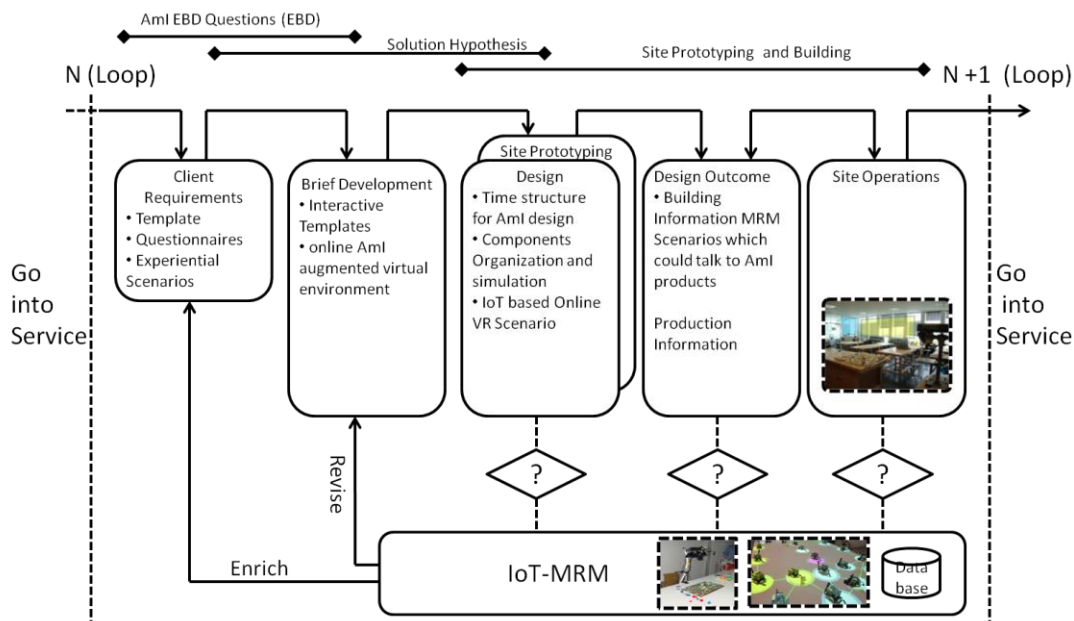 AmI EBD Questions (EBD)
Solution Hypothesis
Site Prototyping and Building
N (Loop)
N +1 (Loop)
Go
into
Service
Client
Requirements
• Template
• Questionnaires
• Experiential
Scenarios
Brief Development
• Interactive
Templates
• online AmI
augmented virtual
environment
Site Prototyping
Design
• Time structure
for AmI design
• Components
Organization and
simulation
• IoT based Online
VR Scenario
Design Outcome
• Building
Information MRM
Scenarios which
could talk to AmI
products
Production
Information
Site Operations
Go
into
Service
?
?
?
Revise
Enrich
IoT-MRM
Data
base